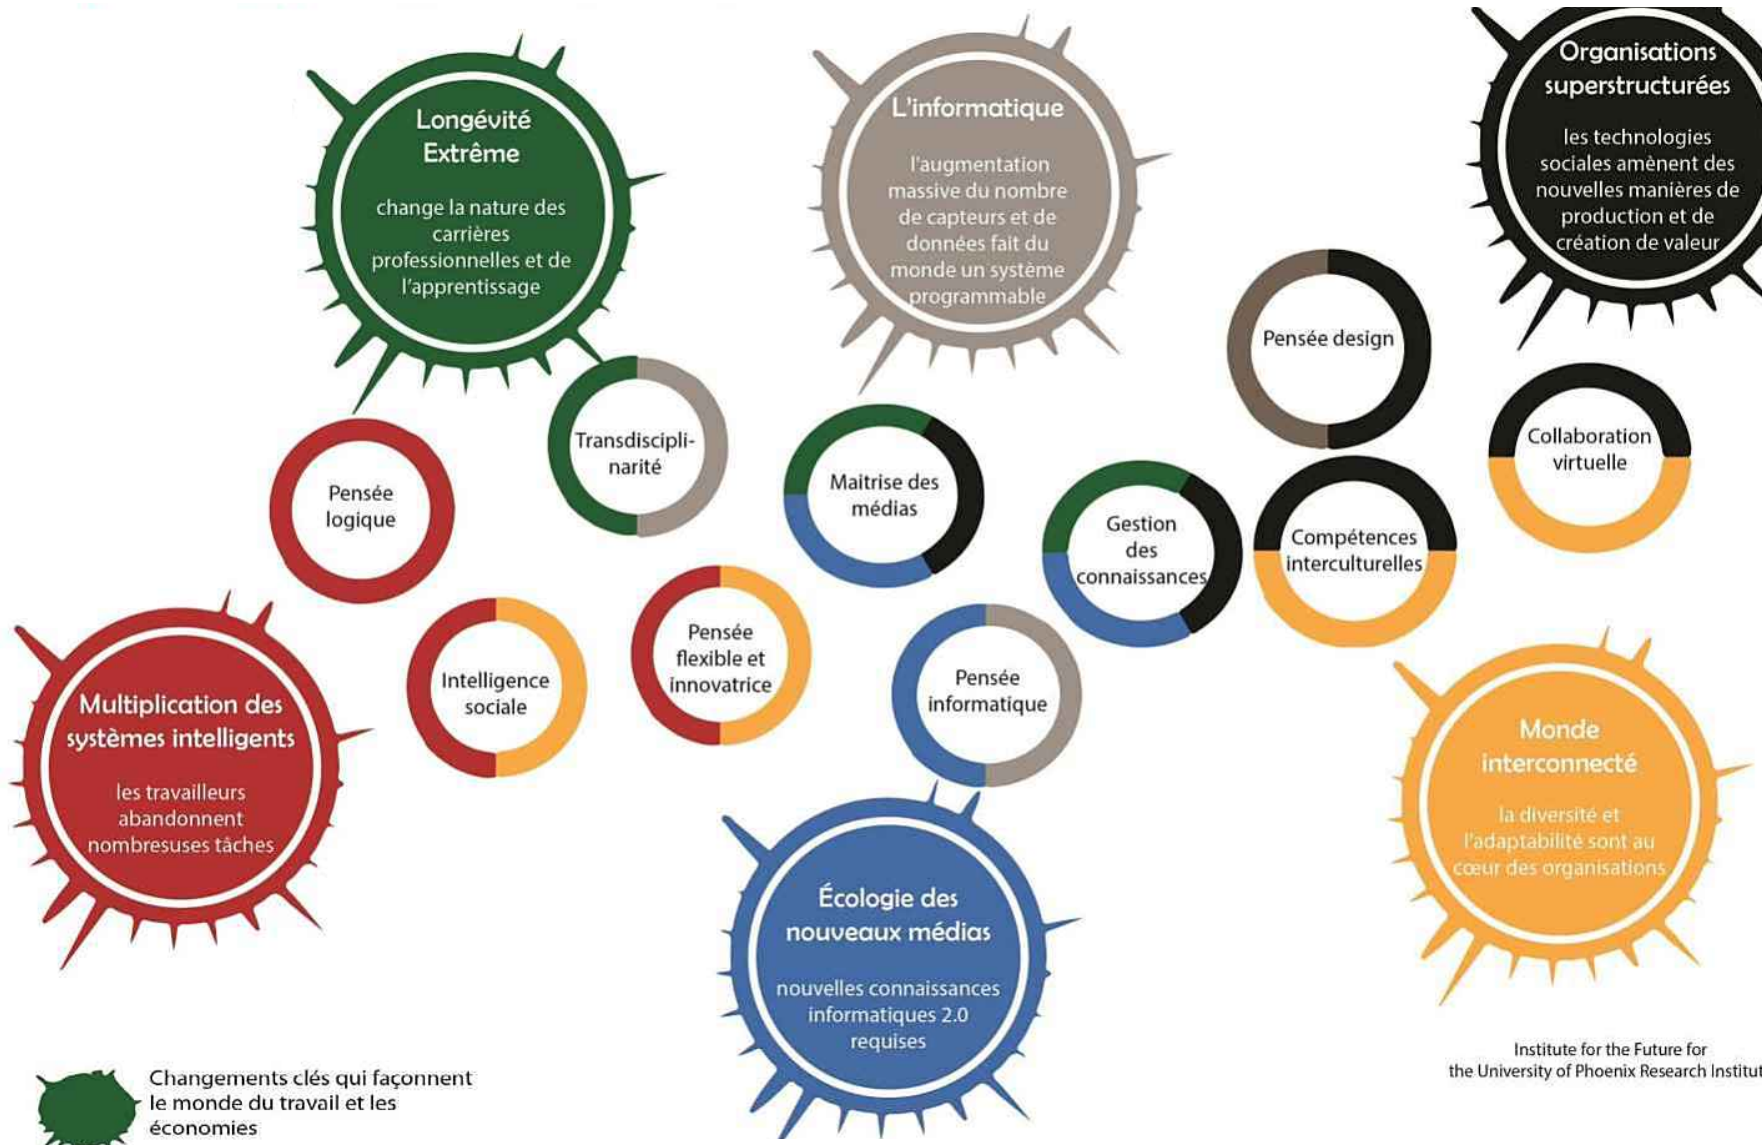 Longévité
Extrême
change la nature des
carrières
professionnelles et de
l'apprentissage
L'informatique
l'augmentation
massive du nombre
de capteurs et de
données fait du
monde un système
programmable
Organisations
superstructurées
les technologies
sociales amènent des
nouvelles manières de
production et de
création de valeur
Pensée design
Collaboration
virtuelle
Transdiscipli-
narité
Maitrise des
médias
Pensée
logique
Gestion
des
connaissances
Compétences
interculturelles
Intelligence
sociale
Pensée
flexible et
innovatrice
Pensée
informatique
Multiplication des
systèmes intelligents
les travailleurs
abandonnent
nombresuses tâches
Monde
interconnecté
la diversité et
l'adaptabilité sont au
cœur des organisations
Écologie des
nouveaux médias
nouvelles connaissances
informatiques 2.0
requises
Changements clés qui façonnent
le monde du travail et les
économies
Institute for the Future for
the University of Phoenix Research Institut